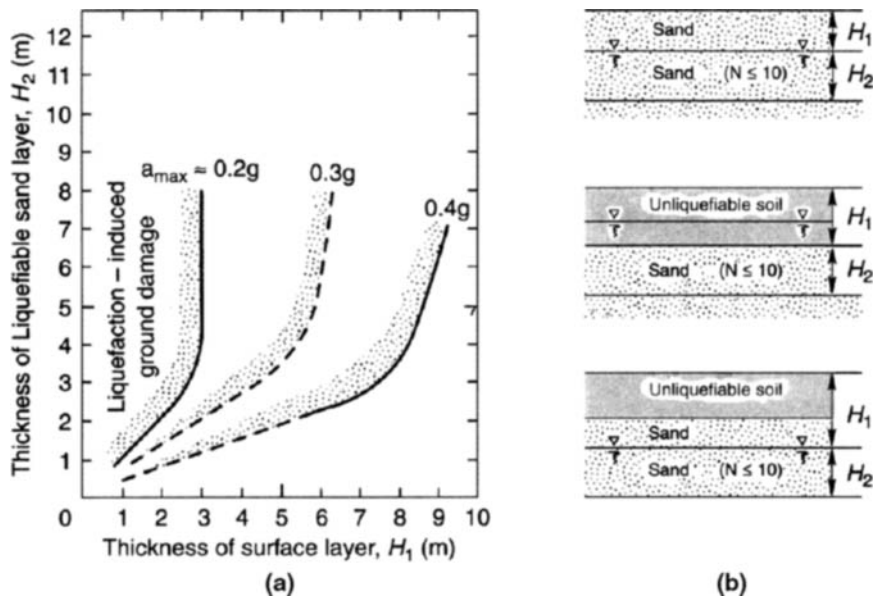 Thickness of Liquefiable sand layer, H₂ (m)
12
11
10
9
8
7
6
5
4
3
2
1
0
1 2 3 4 5 6 7 8 9 10
Thickness of surface layer, H₁ (m)
Liquefaction – induced
ground damage
a_max = 0.2g
0.3g
0.4g
(a)
Sand
H₁
Sand (N ≤ 10)
H₂
Unliquefiable soil
H₁
Sand (N ≤ 10)
H₂
Unliquefiable soil
H₁
Sand
Sand (N ≤ 10)
H₂
(b)